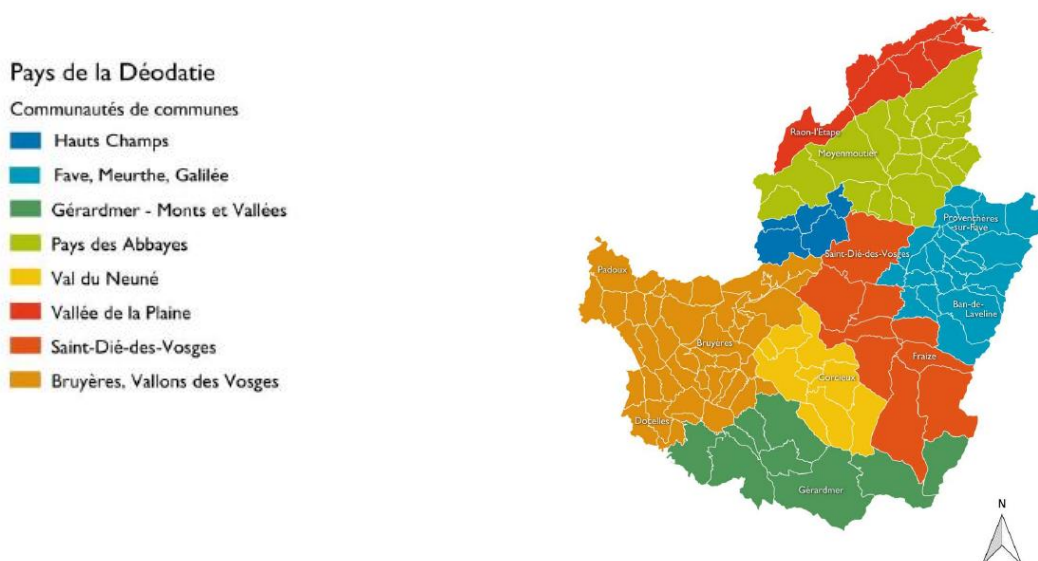 Pays de la Déodatie
Communautés de communes
Hauts Champs
Fave, Meurthe, Galilée
Gérardmer - Monts et Vallées
Pays des Abbayes
Val du Neuné
Vallée de la Plaine
Saint-Dié-des-Vosges
Bruyères, Vallons des Vosges
Raon-l'Etape
Moyenmoutier
Provenchères
sur-Fave
Saint-Dié-des-Vosges
Padoux
Ban-de-
Laveline
Bruyères
Fraize
Corcieux
Docelles
Gérardmer
N